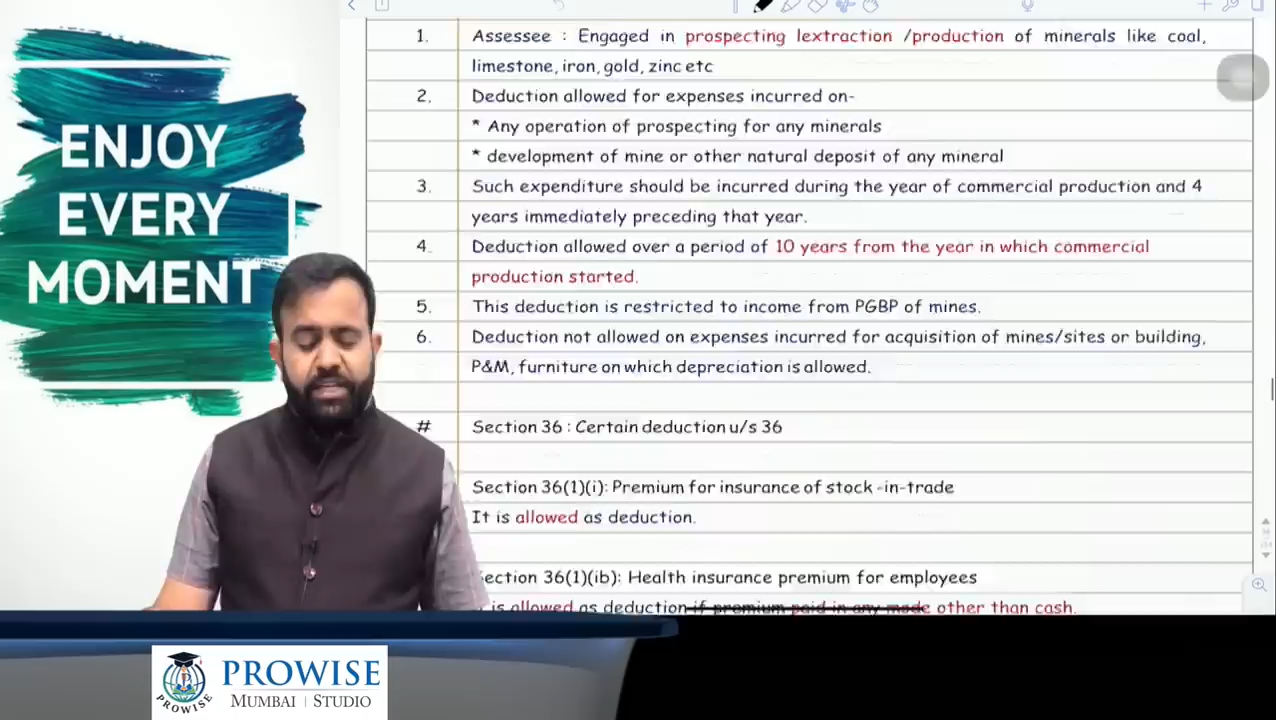 ENJOY
EVERY
MOMENT
1. Assessee : Engaged in prospecting lextraction /production of minerals like coal,
limestone, iron, gold, zinc etc
2. Deduction allowed for expenses incurred on-
* Any operation of prospecting for any minerals
* development of mine or other natural deposit of any mineral
3. Such expenditure should be incurred during the year of commercial production and 4
years immediately preceding that year.
4. Deduction allowed over a period of 10 years from the year in which commercial
production started.
5. This deduction is restricted to income from PGBP of mines.
6. Deduction not allowed on expenses incurred for acquisition of mines/sites or building,
P&M, furniture on which depreciation is allowed.
# Section 36 : Certain deduction u/s 36
Section 36(1)(i): Premium for insurance of stock -in-trade
It is allowed as deduction.
ection 36(1)(ib): Health insurance premium for employees
is allowed as deduction if premium paid in any mode other than cash.
PROWISE
PROWISE
MUMBAI | STUDIO